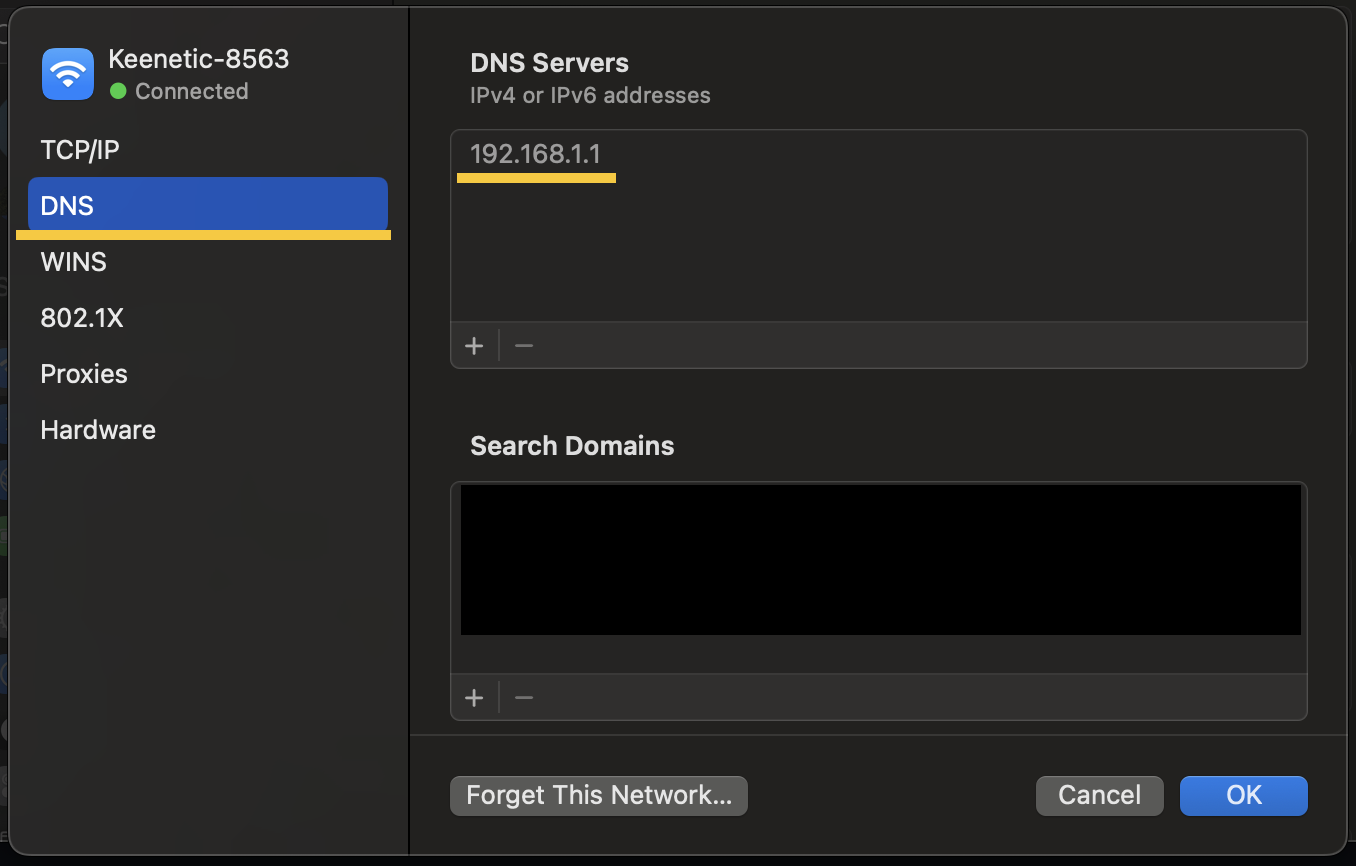 Keenetic-8563
Connected
TCP/IP
DNS
WINS
802.1X
Proxies
Hardware
DNS Servers
IPv4 or IPv6 addresses
192.168.1.1
+ −
Search Domains
+ −
Forget This Network...
Cancel
OK